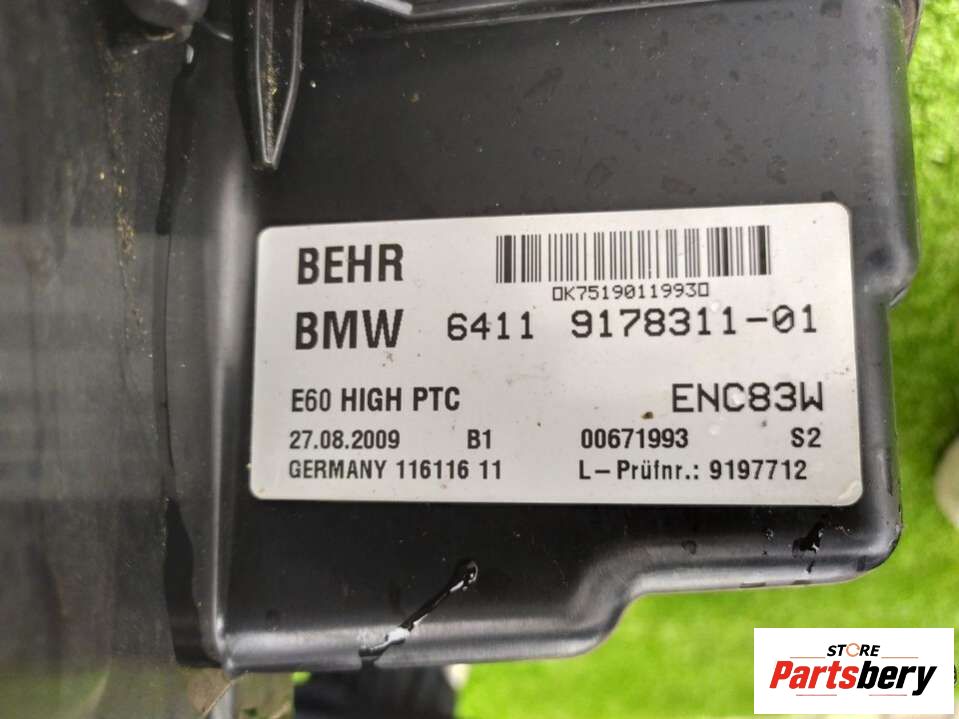 BEHR
▯K75190119930▯
BMW 6411 9178311-01
E60 HIGH PTC ENC83W
27.08.2009 B1 00671993 S2
GERMANY 116116 11 L-Prüfnr.: 9197712
STORE
Partsbery